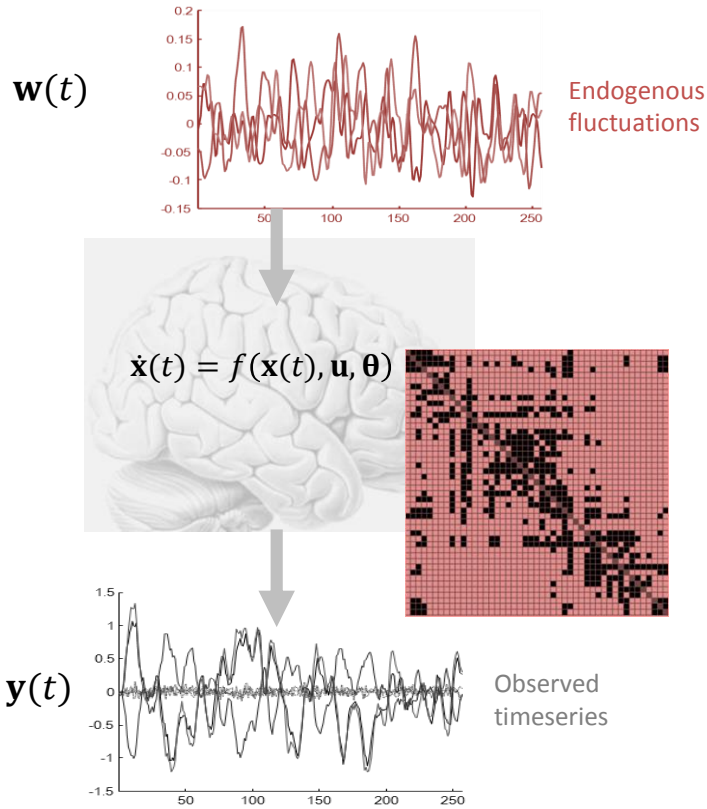 0.2
0.15
0.1
0.05
0
-0.05
-0.1
-0.15
50 100 150 200 250
𝐰(𝑡)
Endogenous
fluctuations
𝐱̇(𝑡) = 𝑓(𝐱(𝑡), 𝐮, 𝛉)
1.5
1
0.5
0
-0.5
-1
-1.5
50 100 150 200 250
𝐲(𝑡)
Observed
timeseries